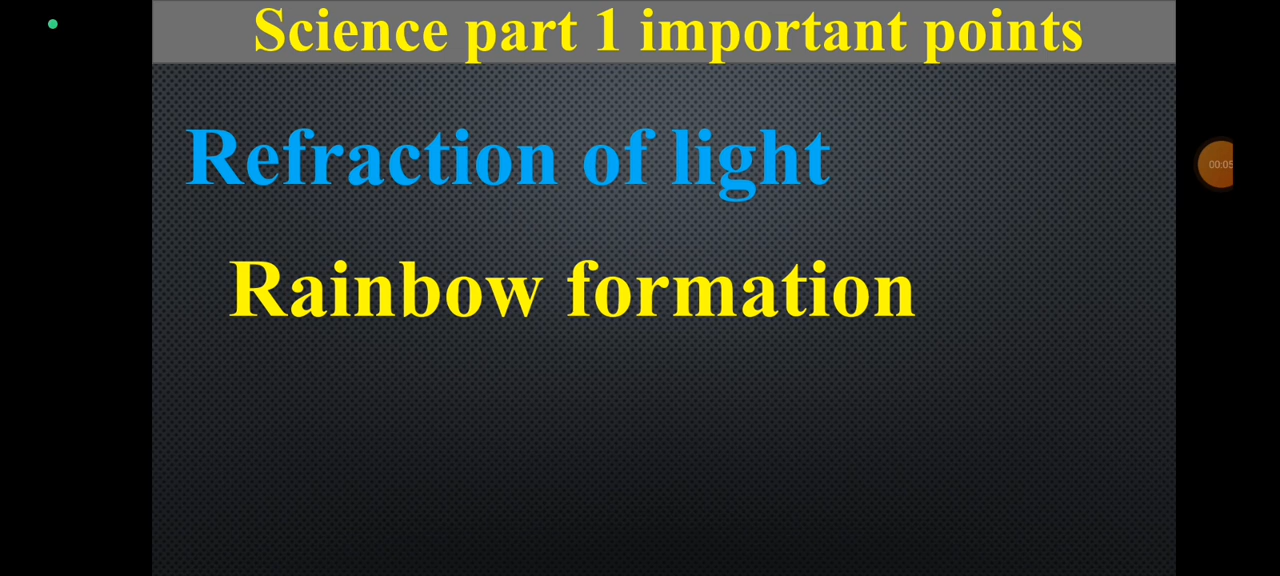 Science part 1 important points
Refraction of light
00:05
Rainbow formation